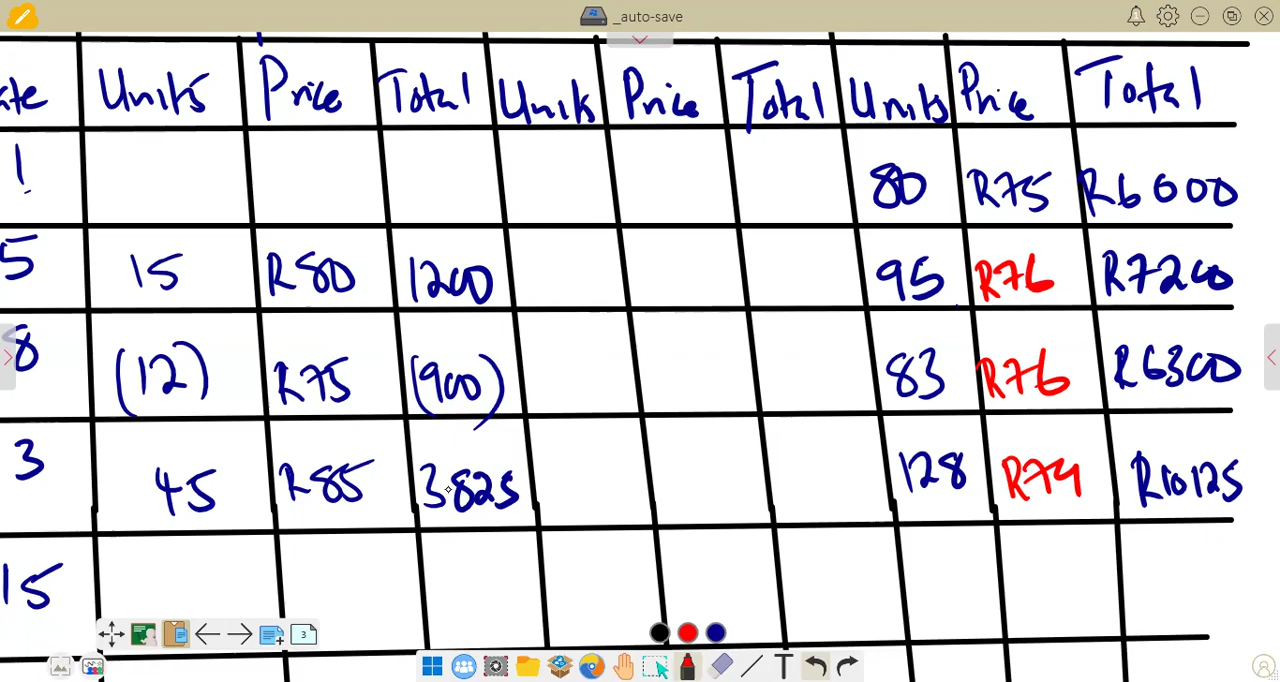 _auto-save
ate Units Price Total Units Price Total Units Price Total
1 80 R75 R6000
5 15 R80 1200 95 R76 R7200
8 (12) R75 (900) 83 R76 R6300
3 45 R85 3825 128 R79 R10125
15
3
T